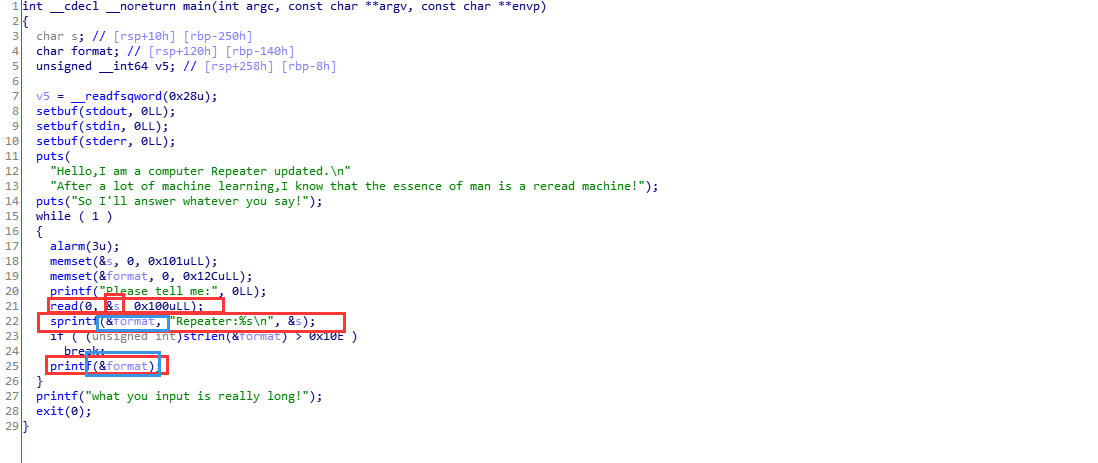 1 int __cdecl __noreturn main(int argc, const char **argv, const char **envp)
2 {
3 char s; // [rsp+10h] [rbp-250h]
4 char format; // [rsp+120h] [rbp-140h]
5 unsigned __int64 v5; // [rsp+258h] [rbp-8h]
6
7 v5 = __readfsqword(0x28u);
8 setbuf(stdout, 0LL);
9 setbuf(stdin, 0LL);
10 setbuf(stderr, 0LL);
11 puts(
12 "Hello,I am a computer Repeater updated.\n"
13 "After a lot of machine learning,I know that the essence of man is a reread machine!");
14 puts("So I'll answer whatever you say!");
15 while ( 1 )
16 {
17 alarm(3u);
18 memset(&s, 0, 0x101uLL);
19 memset(&format, 0, 0x12CuLL);
20 printf("Please tell me:", 0LL);
21 read(0, &s, 0x100uLL);
22 sprintf(&format, "Repeater:%s\n", &s);
23 if ( (unsigned int)strlen(&format) > 0x10E )
24 break;
25 printf(&format);
26 }
27 printf("what you input is really long!");
28 exit(0);
29 }